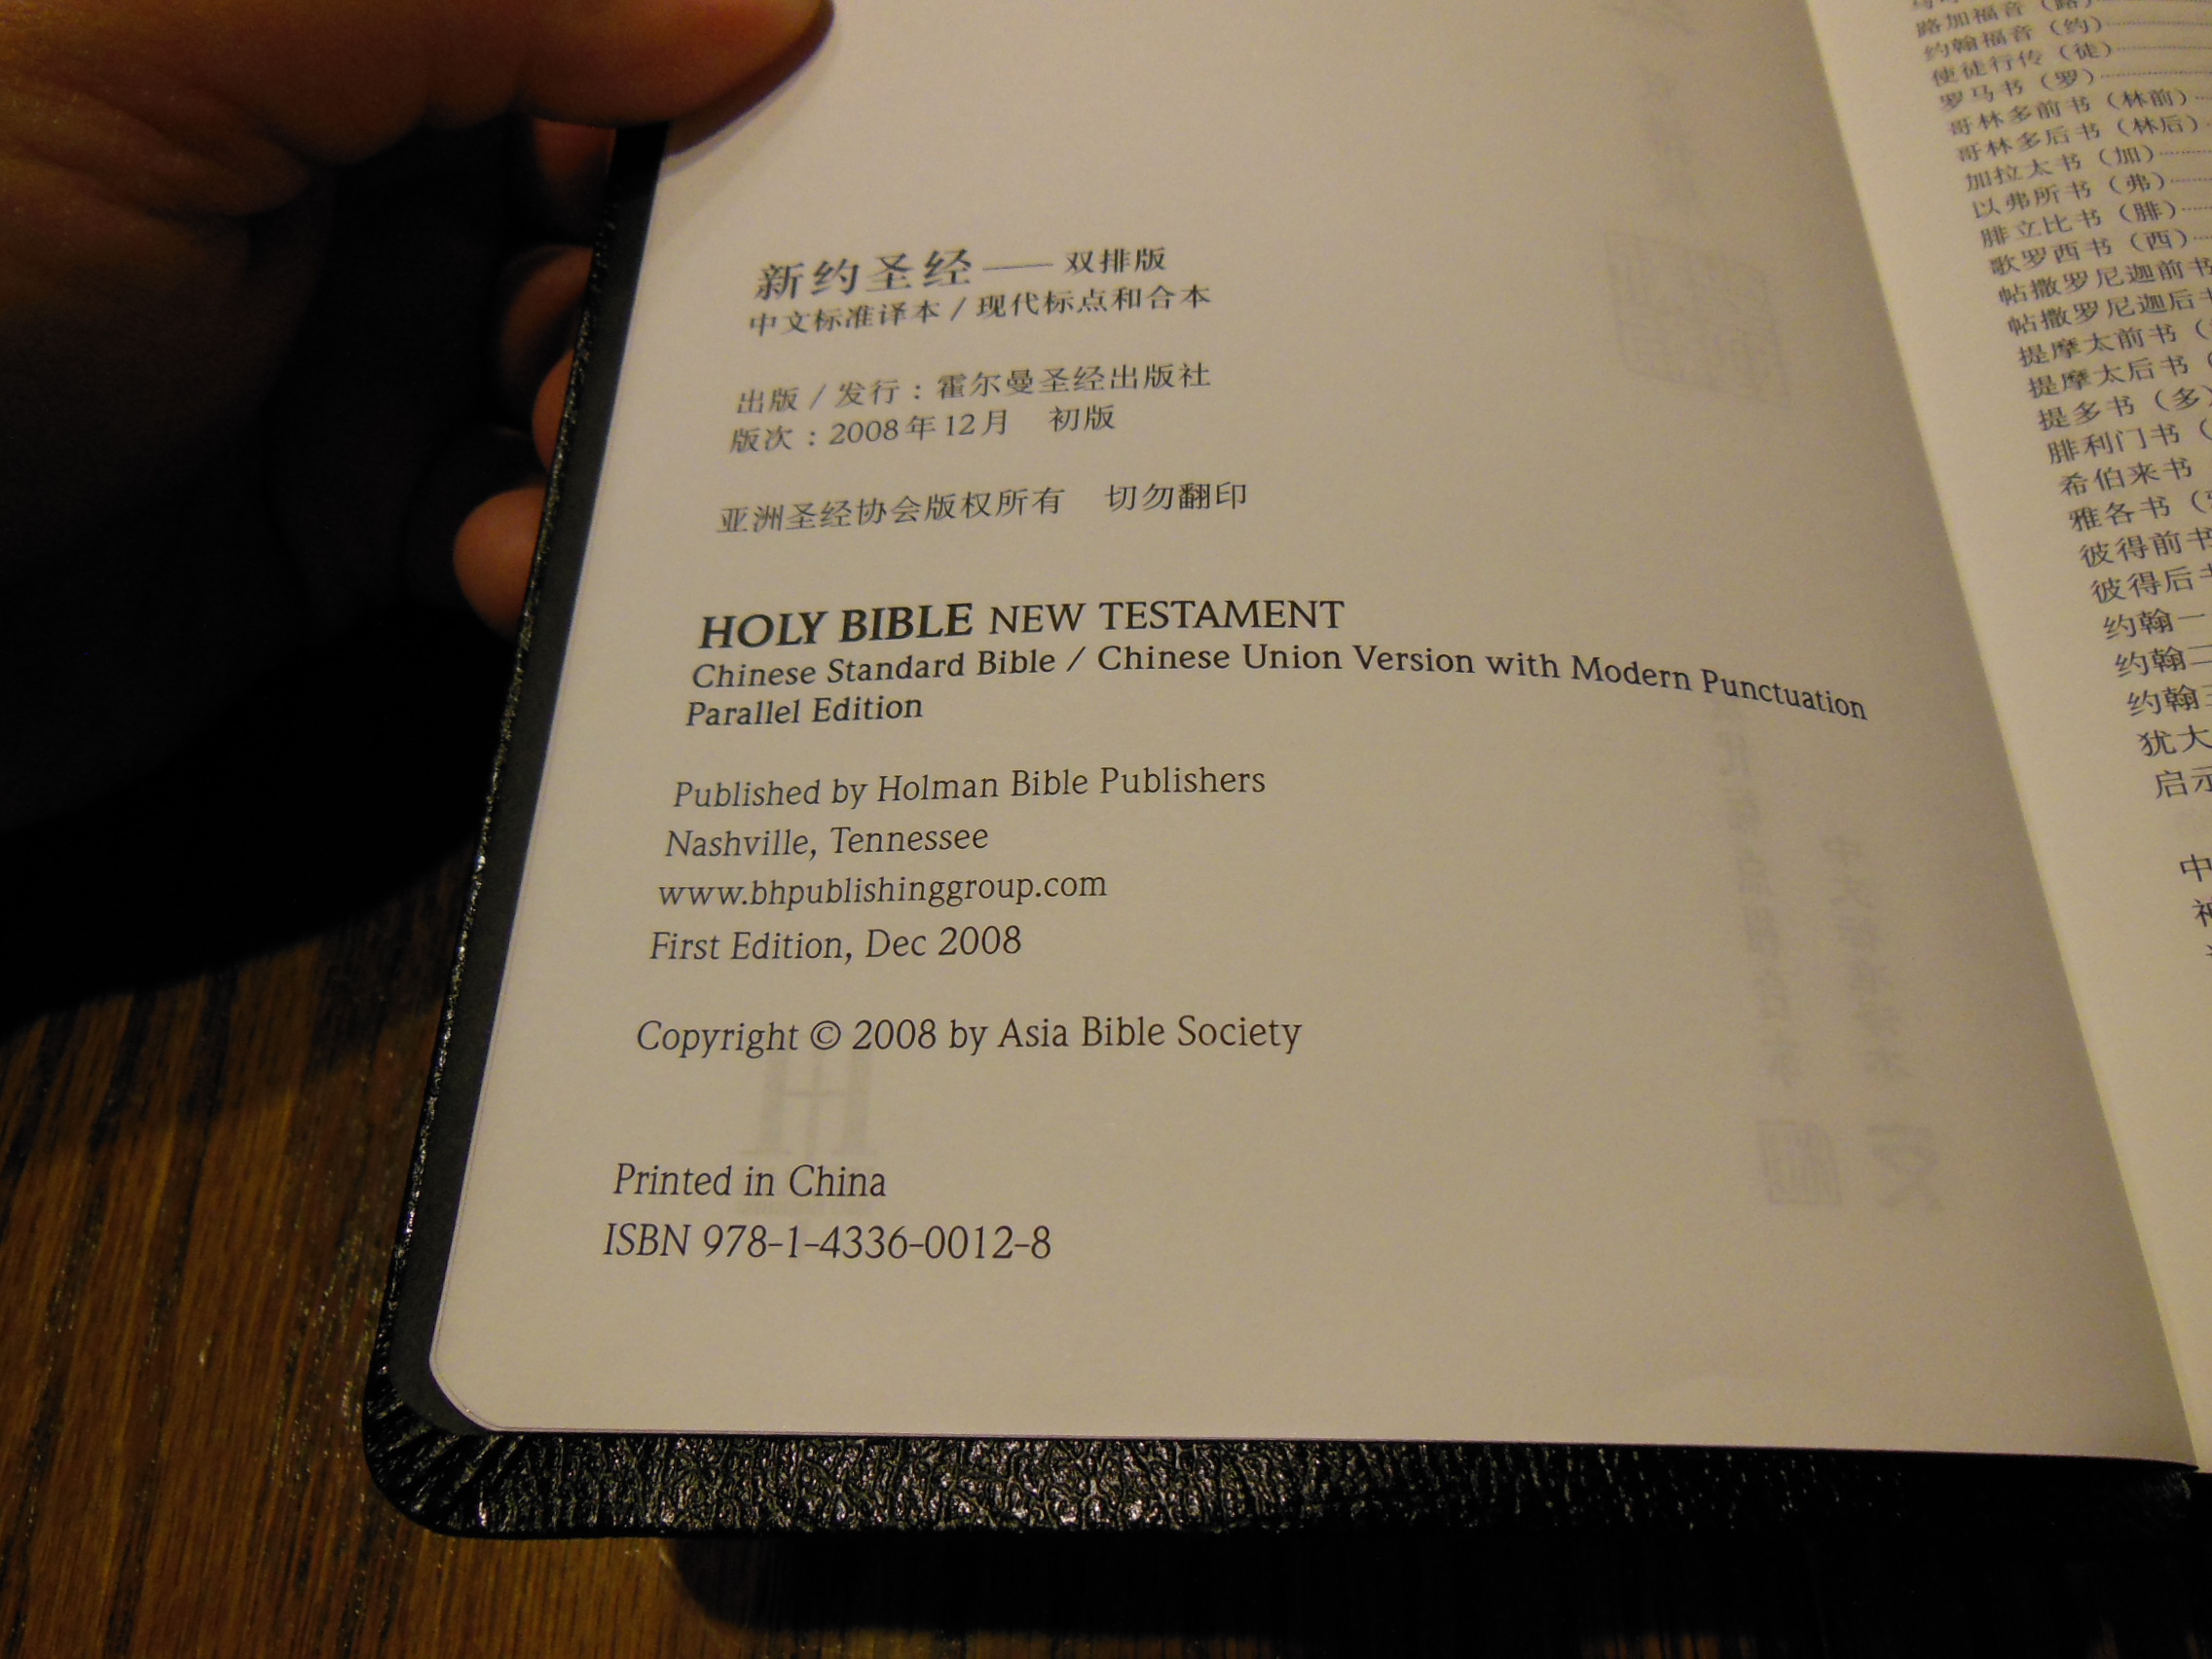 新约圣经——双排版
中文标准译本 / 现代标点和合本
出版 / 发行：霍尔曼圣经出版社
版次：2008年12月　初版
亚洲圣经协会版权所有　切勿翻印
HOLY BIBLE NEW TESTAMENT
Chinese Standard Bible / Chinese Union Version with Modern Punctuation
Parallel Edition
Published by Holman Bible Publishers
Nashville, Tennessee
www.bhpublishinggroup.com
First Edition, Dec 2008
Copyright © 2008 by Asia Bible Society
Printed in China
ISBN 978-1-4336-0012-8
路加福音（路）
约翰福音（约）
使徒行传（徒）
罗马书（罗）
哥林多前书（林前）
哥林多后书（林后）
加拉太书（加）
以弗所书（弗）
腓立比书（腓）
歌罗西书（西）
帖撒罗尼迦前书
帖撒罗尼迦后书
提摩太前书（
提摩太后书（
提多书（多）
腓利门书（
希伯来书
雅各书（
彼得前书
彼得后书
约翰一
约翰二
约翰三
犹大
启示
中